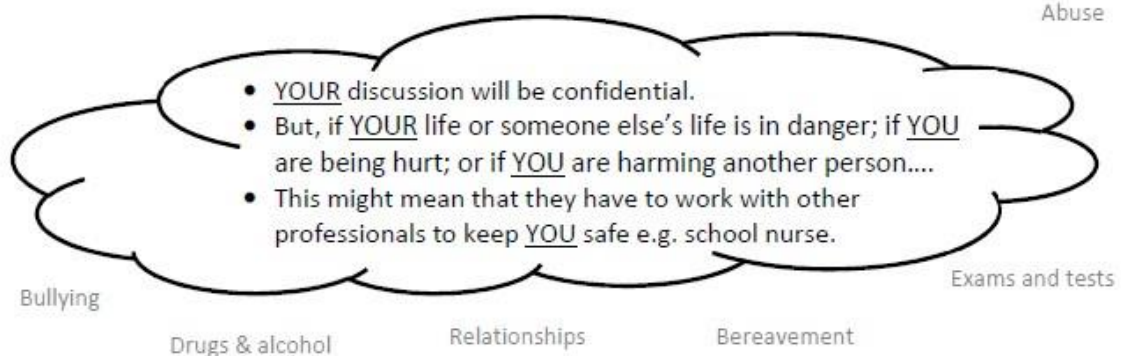 Abuse
• YOUR discussion will be confidential.
• But, if YOUR life or someone else's life is in danger; if YOU
are being hurt; or if YOU are harming another person....
• This might mean that they have to work with other
professionals to keep YOU safe e.g. school nurse.
Exams and tests
Bullying
Relationships
Bereavement
Drugs & alcohol